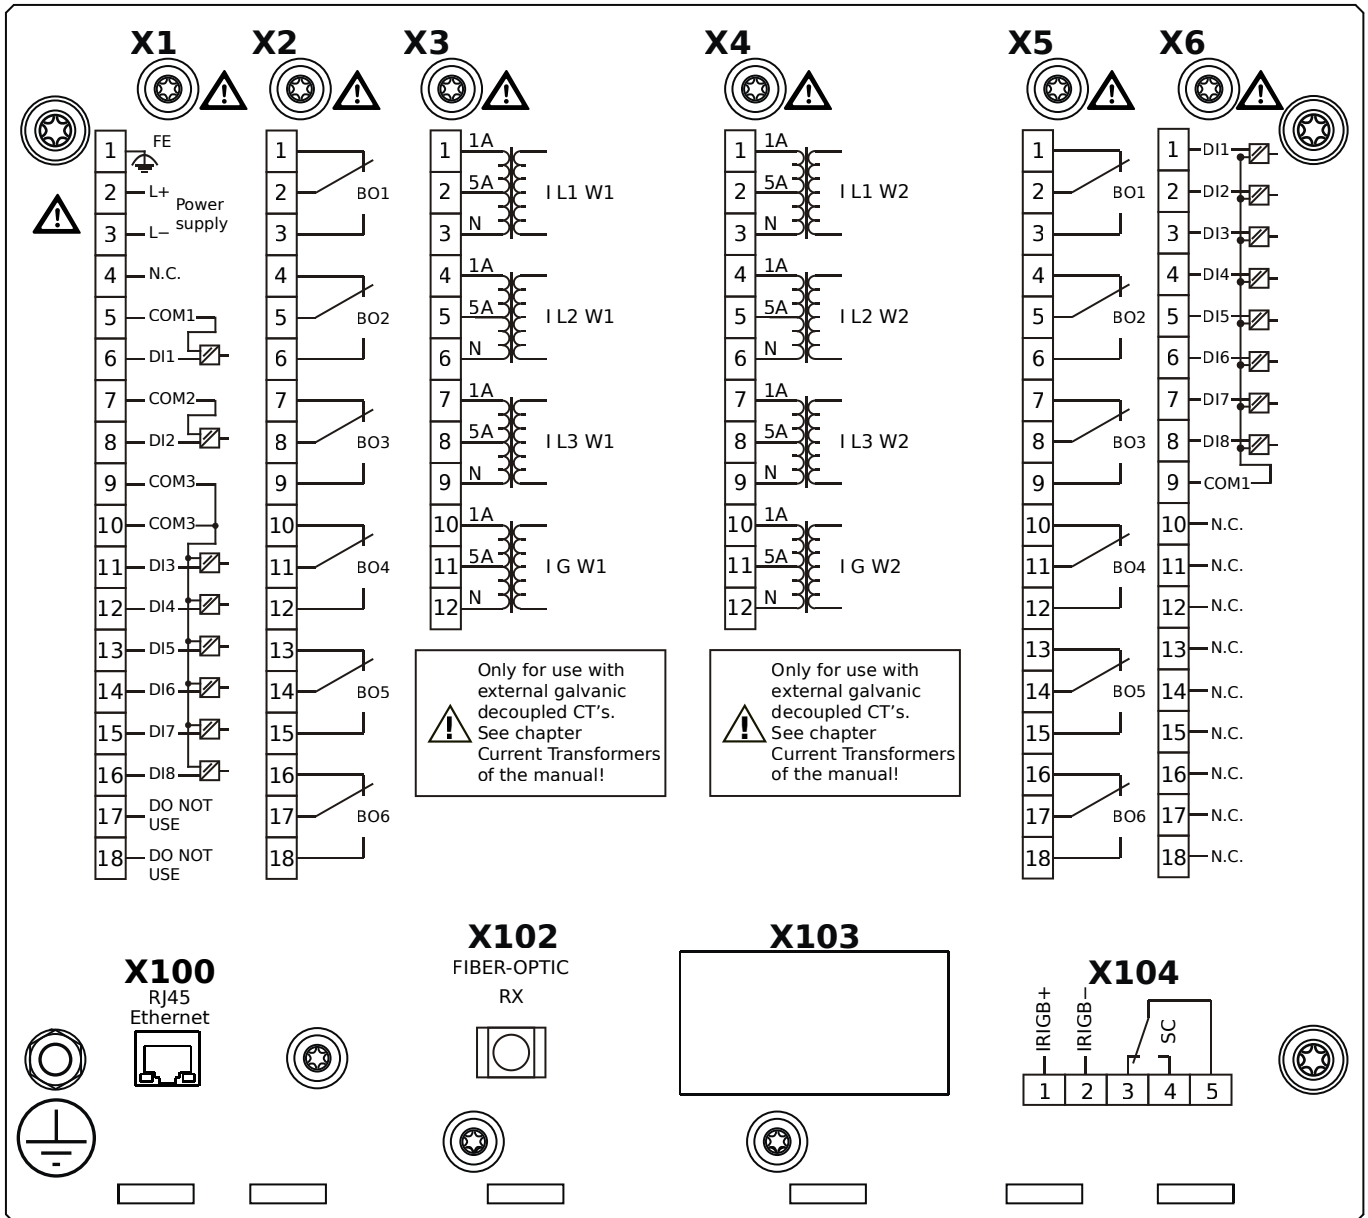 X1
X2
X3
X4
X5
X6
1 FE
2 L+
Power
supply
3 L−
4 N.C.
5 COM1
6 DI1
7 COM2
8 DI2
9 COM3
10 COM3
11 DI3
12 DI4
13 DI5
14 DI6
15 DI7
16 DI8
17 DO NOT
USE
18 DO NOT
USE
1
2 BO1
3
4
5 BO2
6
7
8 BO3
9
10
11 BO4
12
13
14 BO5
15
16
17 BO6
18
1 1A
2 5A I L1 W1
3 N
4 1A
5 5A I L2 W1
6 N
7 1A
8 5A I L3 W1
9 N
10 1A
11 5A I G W1
12 N
Only for use with
external galvanic
decoupled CT's.
See chapter
Current Transformers
of the manual!
1 1A
2 5A I L1 W2
3 N
4 1A
5 5A I L2 W2
6 N
7 1A
8 5A I L3 W2
9 N
10 1A
11 5A I G W2
12 N
Only for use with
external galvanic
decoupled CT's.
See chapter
Current Transformers
of the manual!
1
2 BO1
3
4
5 BO2
6
7
8 BO3
9
10
11 BO4
12
13
14 BO5
15
16
17 BO6
18
1 DI1
2 DI2
3 DI3
4 DI4
5 DI5
6 DI6
7 DI7
8 DI8
9 COM1
10 N.C.
11 N.C.
12 N.C.
13 N.C.
14 N.C.
15 N.C.
16 N.C.
17 N.C.
18 N.C.
X100
RJ45
Ethernet
X102
FIBER-OPTIC
RX
X103
X104
IRIGB+
IRIGB−
SC
1 2 3 4 5